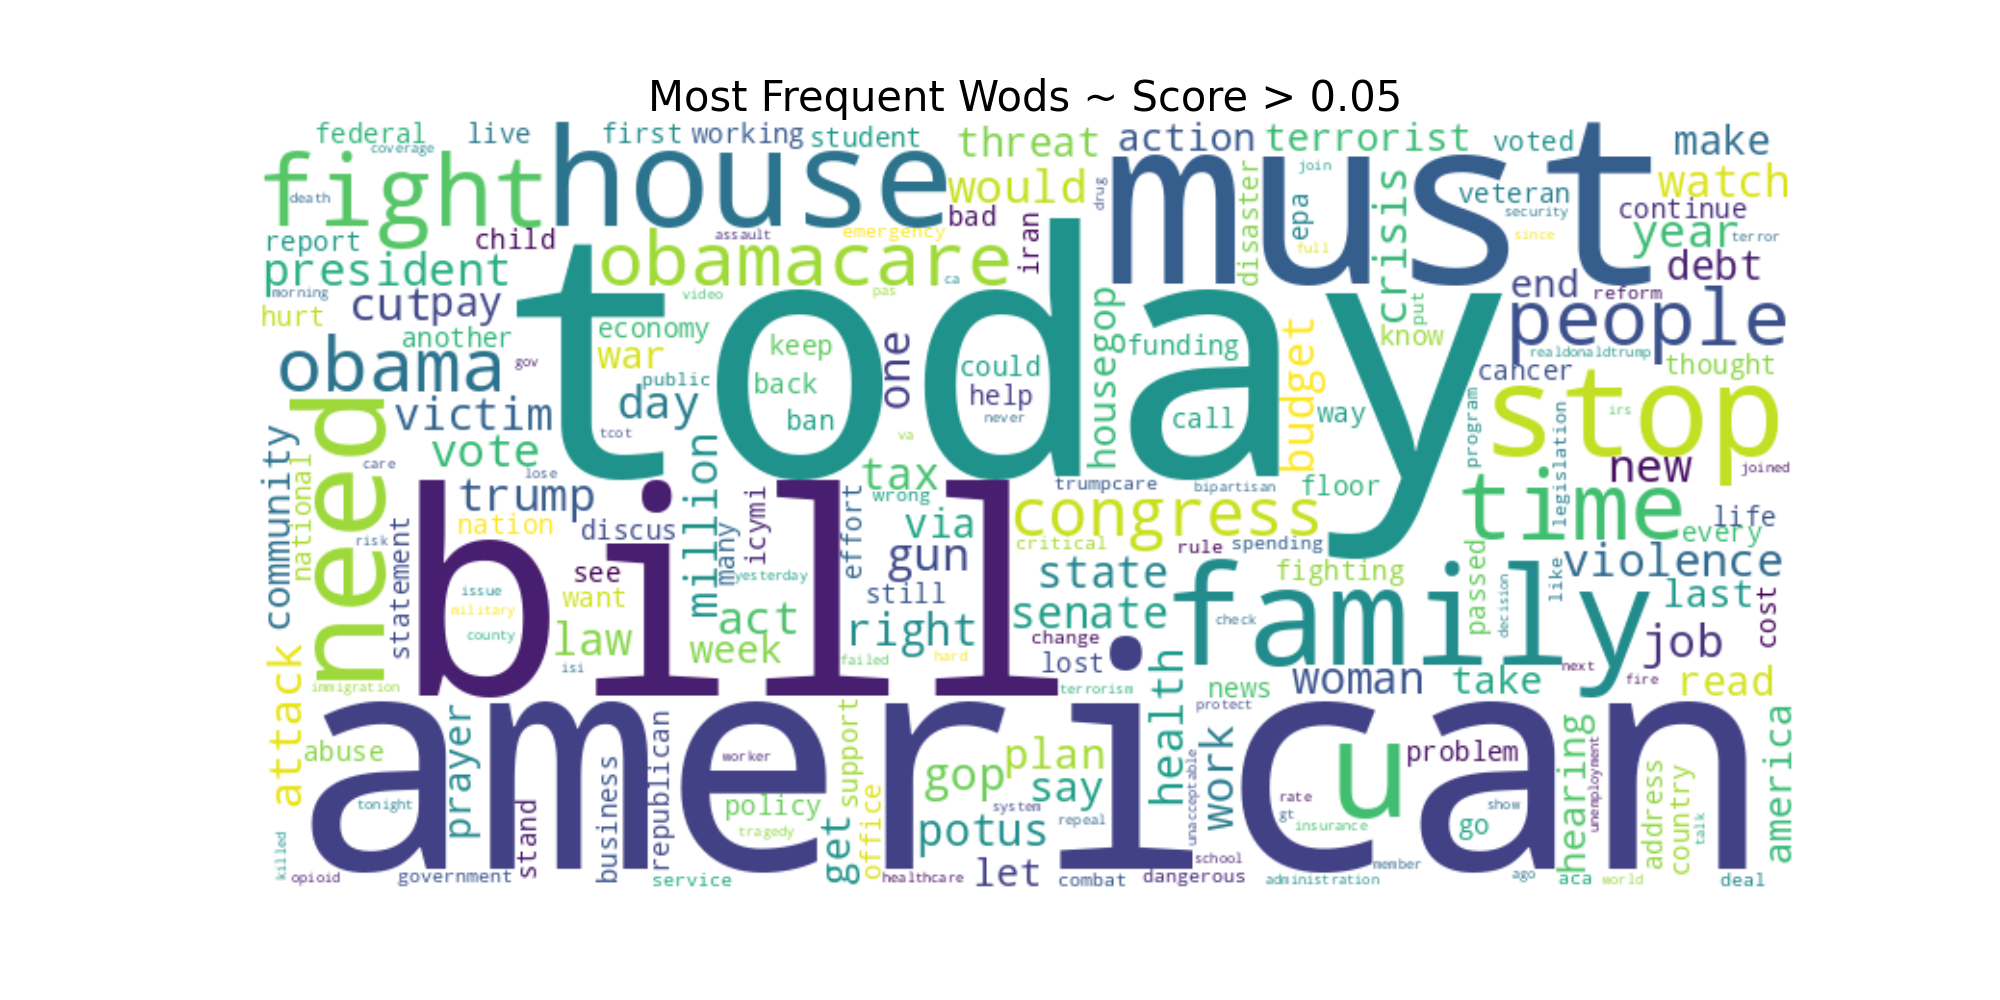 Most Frequent Wods ~ Score > 0.05
federal
live
first
working
student
threat
action
terrorist
voted
make
coverage
fight
house
must
death
would
drug
join
disaster
epa
crisis
veteran
watch
security
continue
report
child
assault
emergency
bad
iran
full
since
year
terror
president
obamacare
ca
debt
morning
cut
pay
video
pas
end
reform
put
people
hurt
another
today
economy
keep
one
housegop
funding
budget
know
realdonaldtrump
thought
obama
gov
war
public
back
could
help
never
call
way
cancer
stop
irs
need
victim
day
ban
tcot
va
program
legislation
community
national
vote
care
lose
million
tax
wrong
trumpcare
bipartisan
floor
new
joined
trump
nation
discus
many
icymi
effort
via
congress
time
life
every
risk
statement
bill
see
yesterday
gun
critical
rule
spending
passed
like
violence
issue
want
military
county
law
isi
act
week
still
right
state
senate
fighting
family
check
decision
last
cost
change
lost
failed
hard
job
attack
immigration
terrorism
health
news
woman
take
next
fire
read
protect
american
abuse
prayer
tonight
stand
business
republican
worker
policy
tragedy
support
get
office
gop
plan
say
system
potus
repeal
unacceptable
work
rate
gt
insurance
u
problem
show
go
hearing
unemployment
address
country
talk
america
killed
opioid
government
service
healthcare
let
combat
school
dangerous
administration
member
ago
aca
world
deal